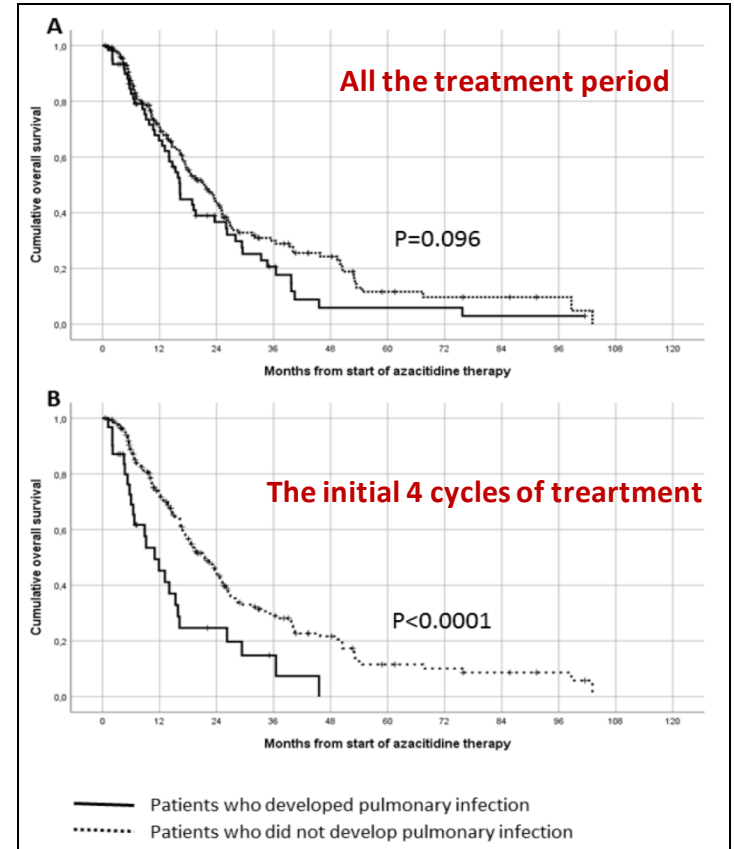 A
All the treatment period
1,0
0,8
0,6
0,4
0,2
0,0
Cumulative overall survival
P=0.096
0 12 24 36 48 60 72 84 96 108 120
Months from start of azacitidine therapy
B
The initial 4 cycles of treartment
1,0
0,8
0,6
0,4
0,2
0,0
Cumulative overall survival
P<0.0001
0 12 24 36 48 60 72 84 96 108 120
Months from start of azacitidine therapy
Patients who developed pulmonary infection
Patients who did not develop pulmonary infection